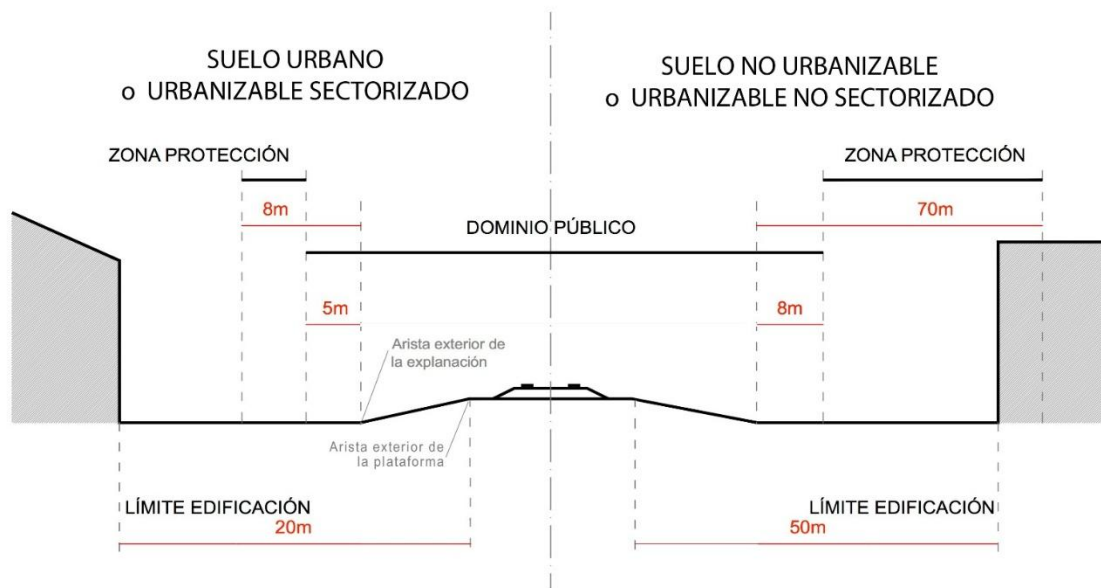 SUELO URBANO
o URBANIZABLE SECTORIZADO
SUELO NO URBANIZABLE
o URBANIZABLE NO SECTORIZADO
ZONA PROTECCIÓN
ZONA PROTECCIÓN
8m
70m
DOMINIO PÚBLICO
5m
8m
Arista exterior de
la explanación
Arista exterior de
la plataforma
LÍMITE EDIFICACIÓN
20m
LÍMITE EDIFICACIÓN
50m